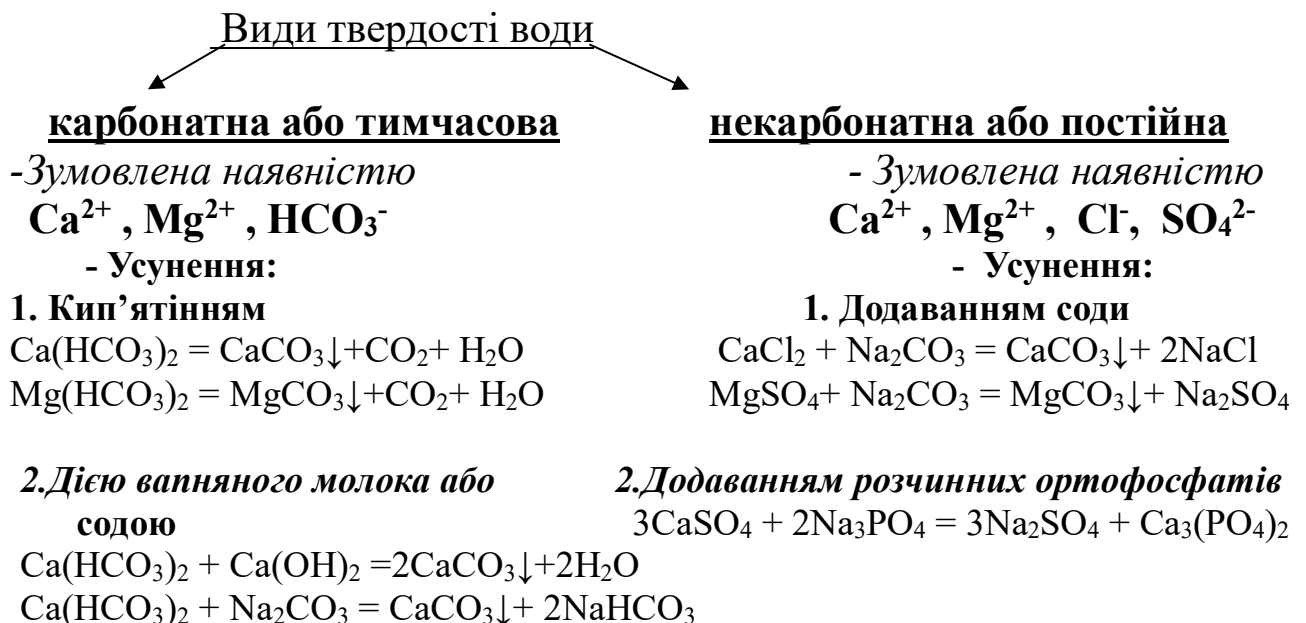 Види твердості води
карбонатна або тимчасова
-Зумовлена наявністю
Ca²⁺ , Mg²⁺ , HCO₃⁻
- Усунення:
1. Кип’ятінням
Ca(HCO₃)₂ = CaCO₃↓+CO₂+ H₂O
Mg(HCO₃)₂ = MgCO₃↓+CO₂+ H₂O
2.Дією вапняного молока або
содою
Ca(HCO₃)₂ + Ca(OH)₂ =2CaCO₃↓+2H₂O
Ca(HCO₃)₂ + Na₂CO₃ = CaCO₃↓+ 2NaHCO₃
некарбонатна або постійна
- Зумовлена наявністю
Ca²⁺ , Mg²⁺ , Cl⁻, SO₄²⁻
- Усунення:
1. Додаванням соди
CaCl₂ + Na₂CO₃ = CaCO₃↓+ 2NaCl
MgSO₄+ Na₂CO₃ = MgCO₃↓+ Na₂SO₄
2.Додаванням розчинних ортофосфатів
3CaSO₄ + 2Na₃PO₄ = 3Na₂SO₄ + Ca₃(PO₄)₂